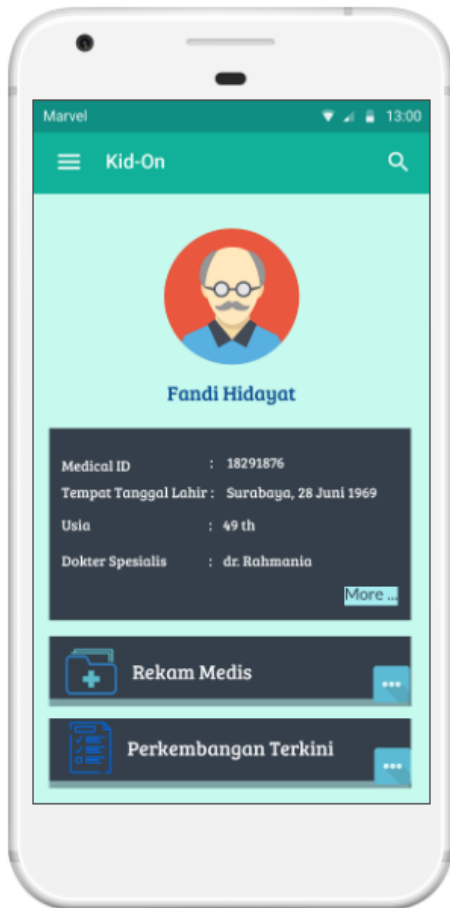 Marvel 13:00
Kid-On
Fandi Hidayat
Medical ID : 18291876
Tempat Tanggal Lahir : Surabaya, 28 Juni 1969
Usia : 49 th
Dokter Spesialis : dr. Rahmania
More ...
Rekam Medis
Perkembangan Terkini